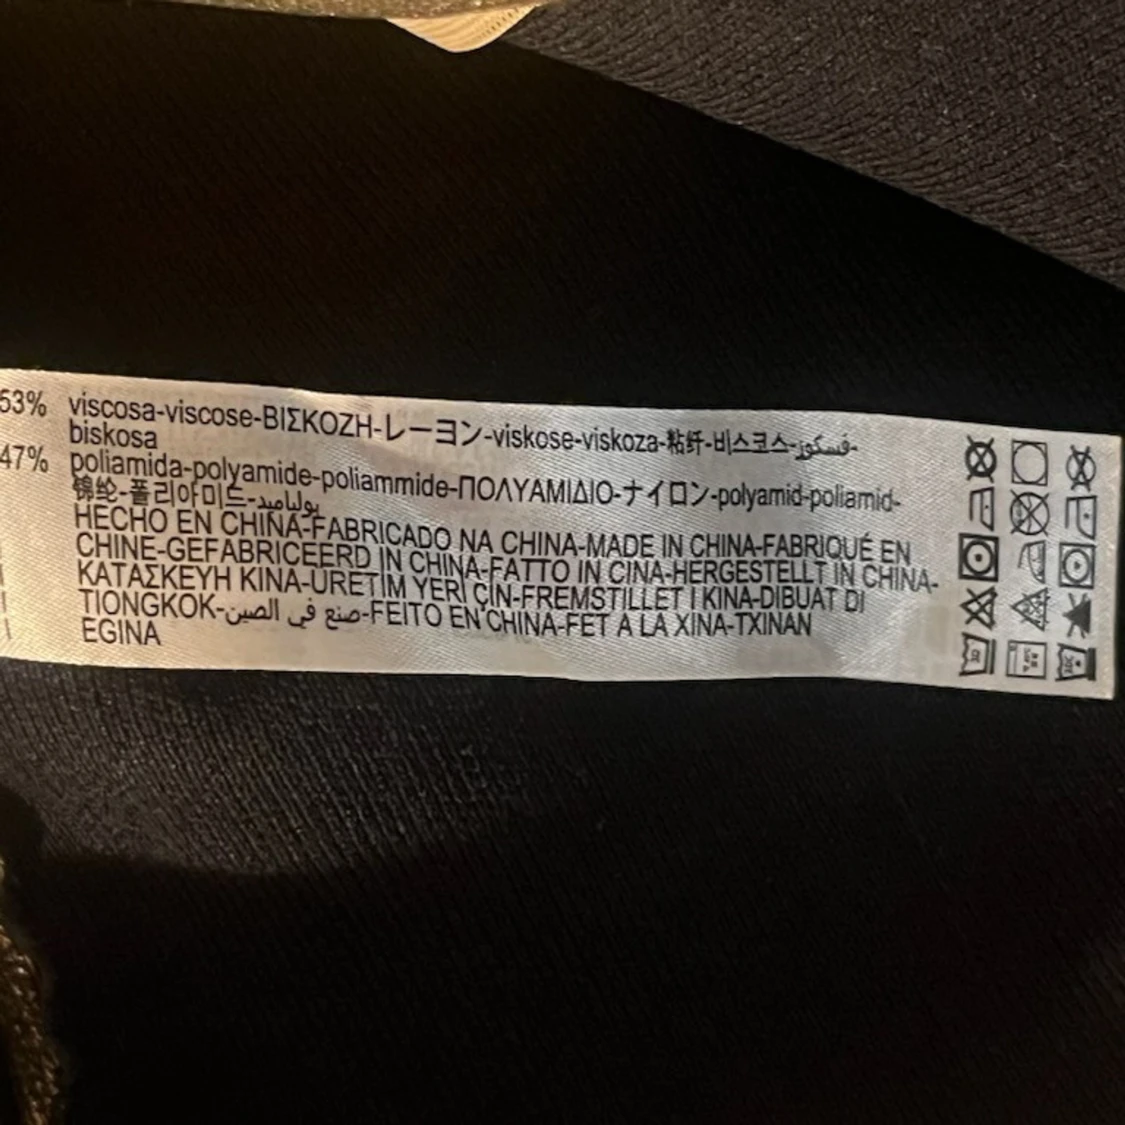 53% viscosa-viscose-ΒΙΣΚΟΖΗ-レーヨン-viskose-viskoza-粘纤-비스코스-فسكوز-
biskosa
47% poliamida-polyamide-poliammide-ΠΟΛΥΑΜΙΔΙΟ-ナイロン-polyamid-poliamid-
锦纶-폴리아미드-بولياميد
HECHO EN CHINA-FABRICADO NA CHINA-MADE IN CHINA-FABRIQUÉ EN
CHINE-GEFABRICEERD IN CHINA-FATTO IN CINA-HERGESTELLT IN CHINA-
ΚΑΤΑΣΚΕΥΗ ΚΙΝΑ-ÜRETİM YERİ ÇİN-FREMSTILLET I KINA-DIBUAT DI
TIONGKOK-صنع في الصين-FEITO EN CHINA-FET A LA XINA-TXINAN
EGINA